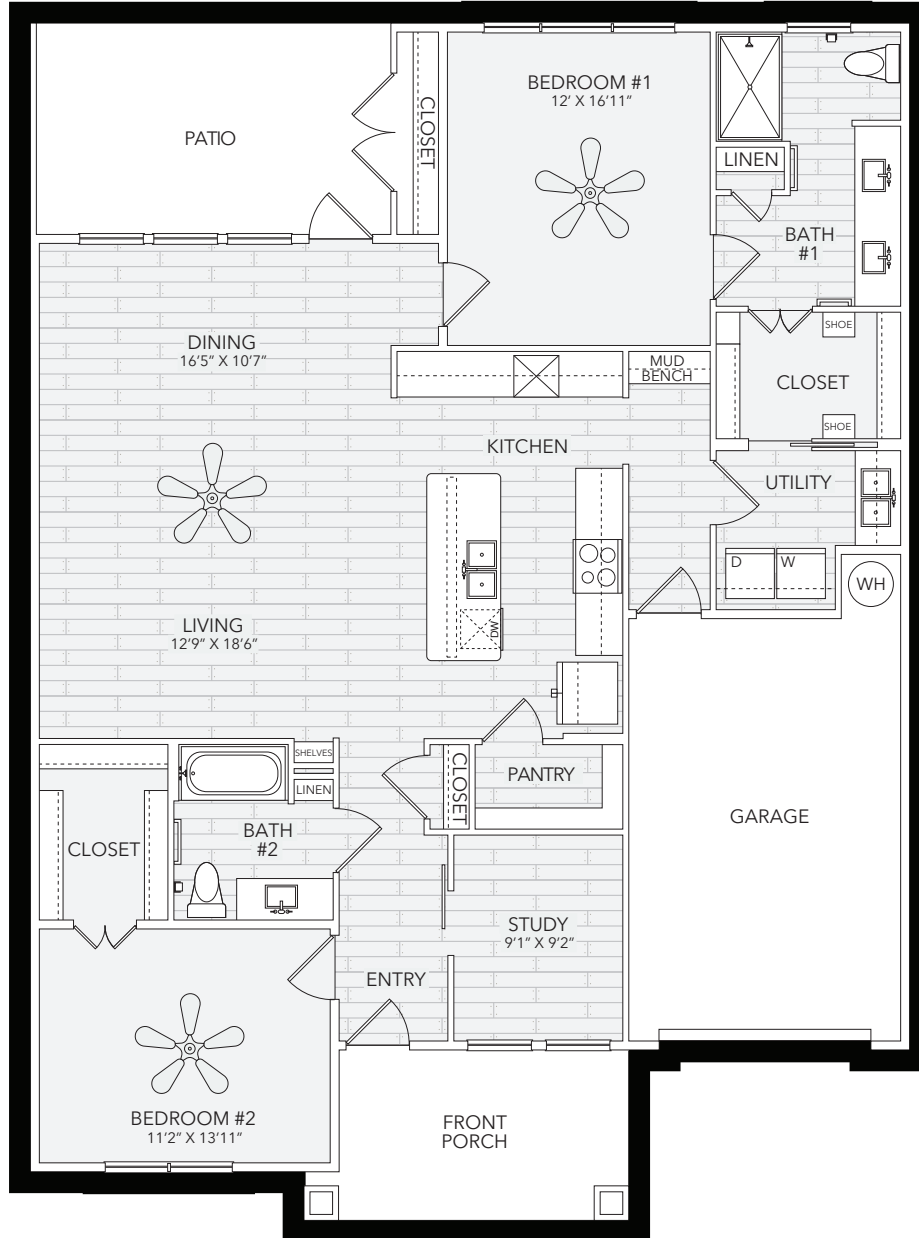 BEDROOM #1
12' X 16'11"
CLOSET
PATIO
LINEN
BATH
#1
DINING
16'5" X 10'7"
SHOE
MUD
BENCH
CLOSET
SHOE
KITCHEN
UTILITY
D
W
WH
LIVING
12'9" X 18'6"
DW
SHELVES
LINEN
CLOSET
PANTRY
GARAGE
BATH
#2
CLOSET
STUDY
9'1" X 9'2"
ENTRY
BEDROOM #2
11'2" X 13'11"
FRONT
PORCH